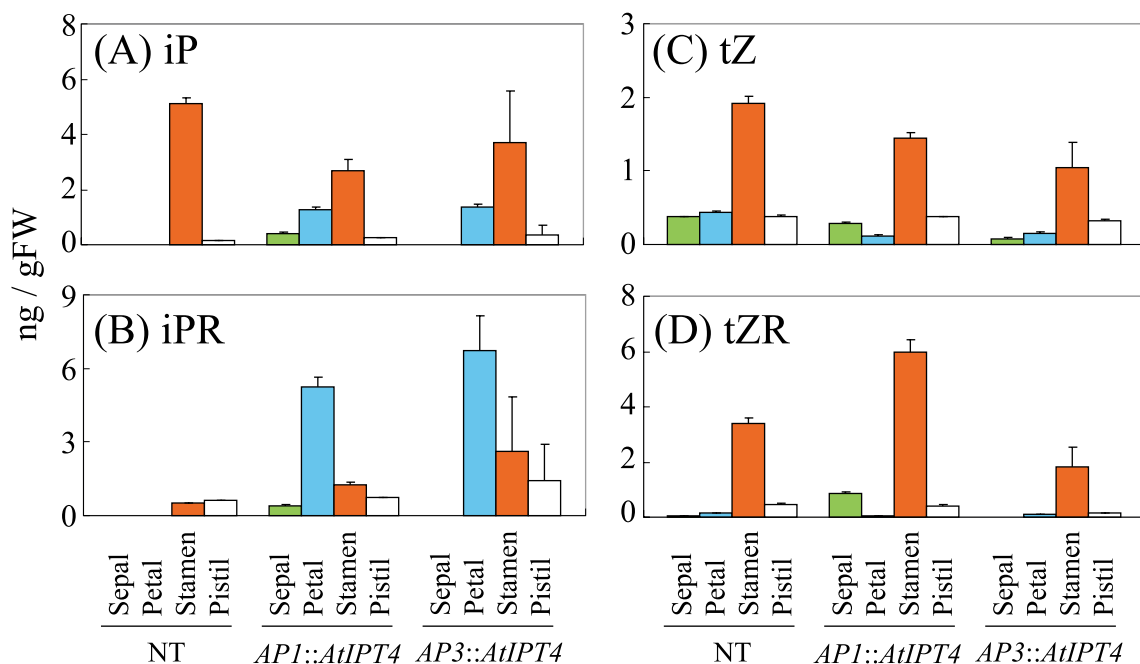 ng / gFW
(A) iP
8
6
4
2
0
(C) tZ
3
2
1
0
(B) iPR
9
6
3
0
(D) tZR
8
6
4
2
0
Sepal
Petal
Stamen
Pistil
Sepal
Petal
Stamen
Pistil
Sepal
Petal
Stamen
Pistil
NT
AP1::AtIPT4
AP3::AtIPT4
Sepal
Petal
Stamen
Pistil
Sepal
Petal
Stamen
Pistil
Sepal
Petal
Stamen
Pistil
NT
AP1::AtIPT4
AP3::AtIPT4